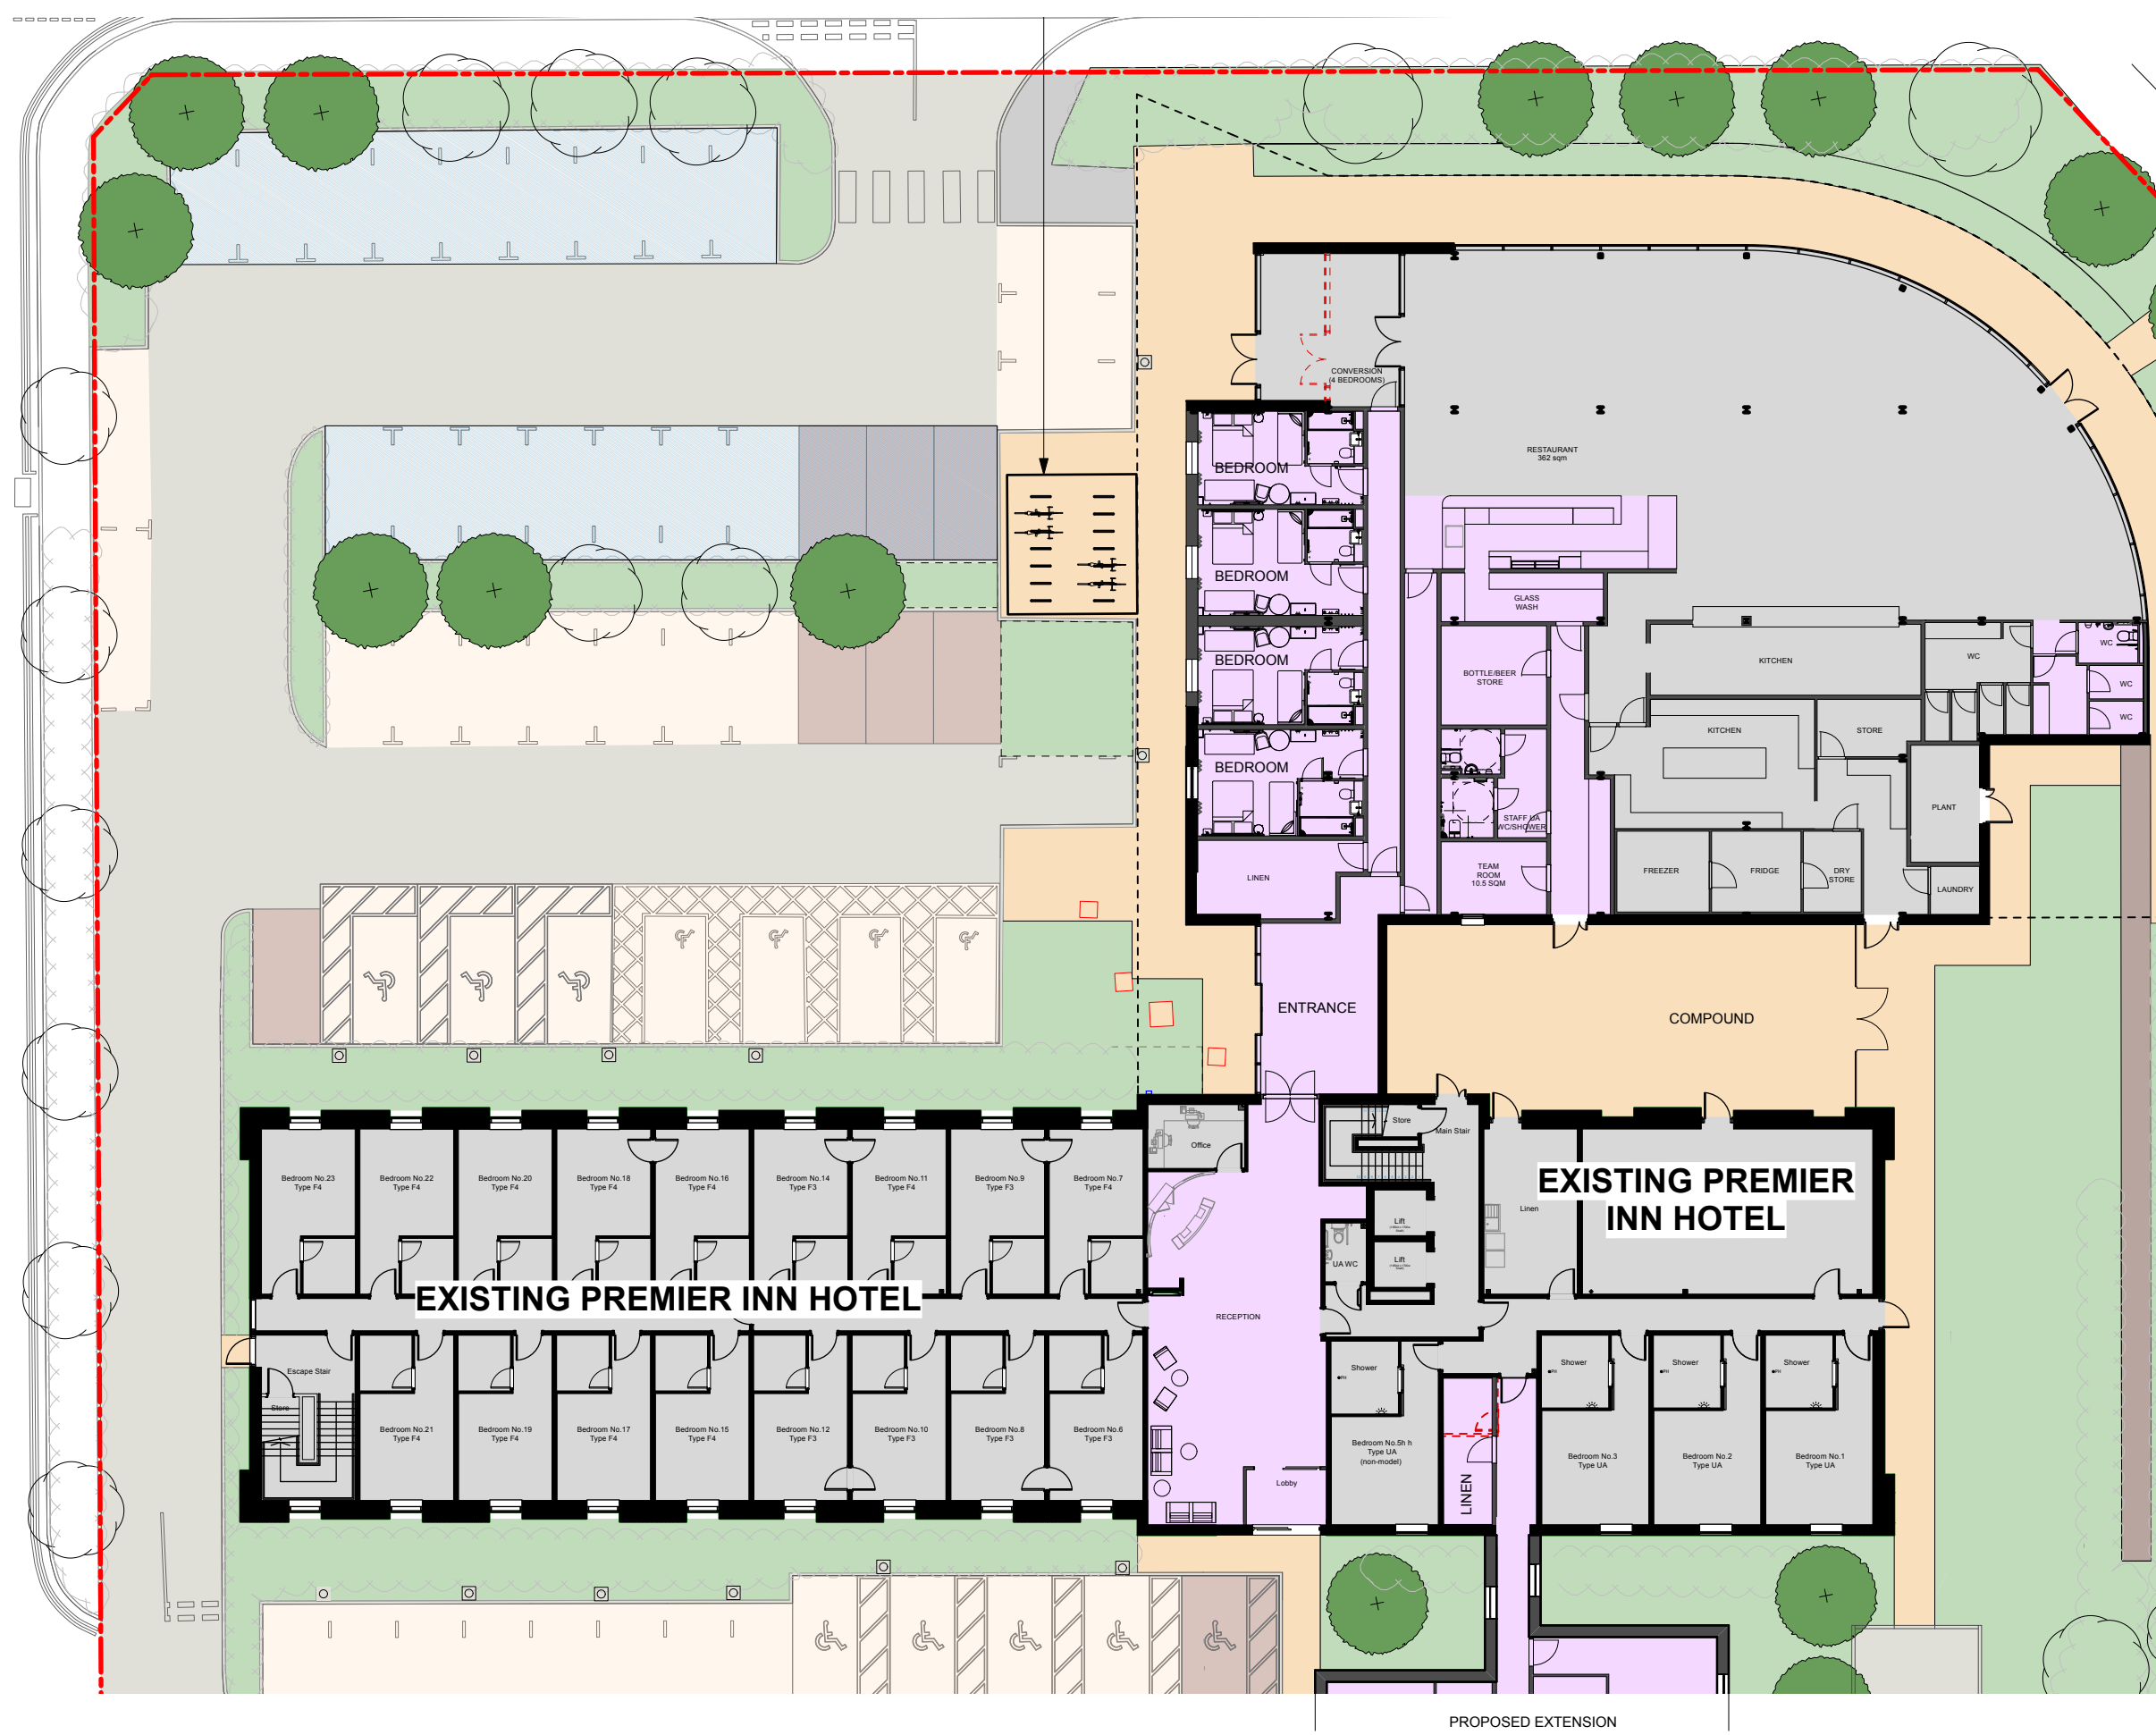 CONVERSION
(4 BEDROOMS)
RESTAURANT
362 sqm
BEDROOM
BEDROOM
BEDROOM
BEDROOM
GLASS
WASH
BOTTLE/BEER
STORE
KITCHEN
WC
WC
WC
WC
KITCHEN
STORE
PLANT
STAFF UA
WC/SHOWER
TEAM
ROOM
10.5 SQM
LINEN
FREEZER
FRIDGE
DRY
STORE
LAUNDRY
ENTRANCE
COMPOUND
Office
Store
Main Stair
Bedroom No.23
Type F4
Bedroom No.22
Type F4
Bedroom No.20
Type F4
Bedroom No.18
Type F4
Bedroom No.16
Type F4
Bedroom No.14
Type F3
Bedroom No.11
Type F4
Bedroom No.9
Type F3
Bedroom No.7
Type F4
Linen
EXISTING PREMIER
INN HOTEL
Lift
Lift
UA WC
EXISTING PREMIER INN HOTEL
RECEPTION
Escape Stair
Store
Shower
Shower
Shower
Shower
Bedroom No.21
Type F4
Bedroom No.19
Type F4
Bedroom No.17
Type F4
Bedroom No.15
Type F4
Bedroom No.12
Type F3
Bedroom No.10
Type F3
Bedroom No.8
Type F3
Bedroom No.6
Type F3
Lobby
Bedroom No.5h h
Type UA
(non-model)
LINEN
Bedroom No.3
Type UA
Bedroom No.2
Type UA
Bedroom No.1
Type UA
PROPOSED EXTENSION